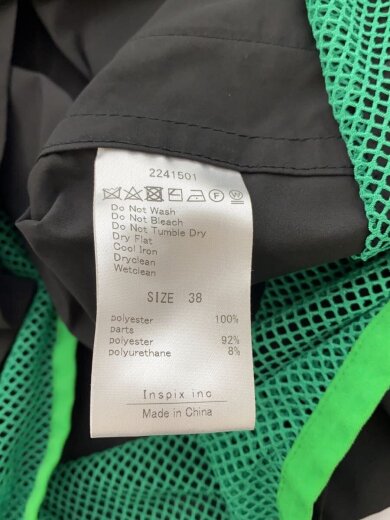 2241501
Do Not Wash
Do Not Bleach
Do Not Tumble Dry
Dry Flat
Cool Iron
Dryclean
Wetclean
SIZE 38
polyester 100%
parts
polyester 92%
polyurethane 8%
Inspix inc
Made in China